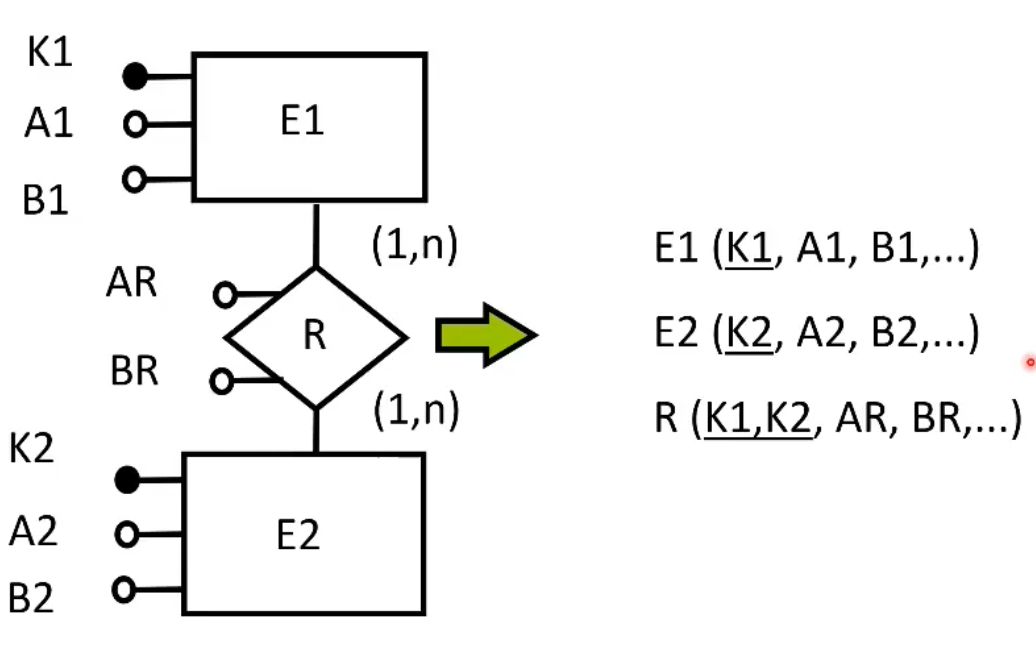 K1
A1
B1
E1
(1,n)
AR
R
BR
(1,n)
K2
A2
B2
E2
E1 (K1, A1, B1,...)
E2 (K2, A2, B2,...)
R (K1,K2, AR, BR,...)